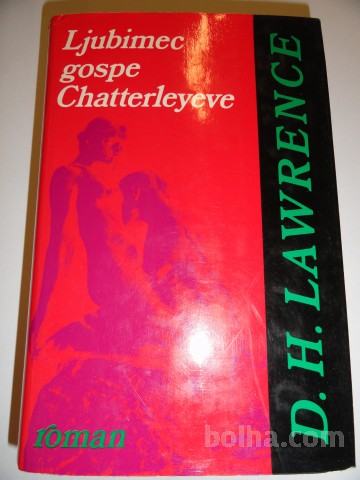 Ljubimec
gospe
Chatterleyeve
D. H. LAWRENCE
roman
bolha.com